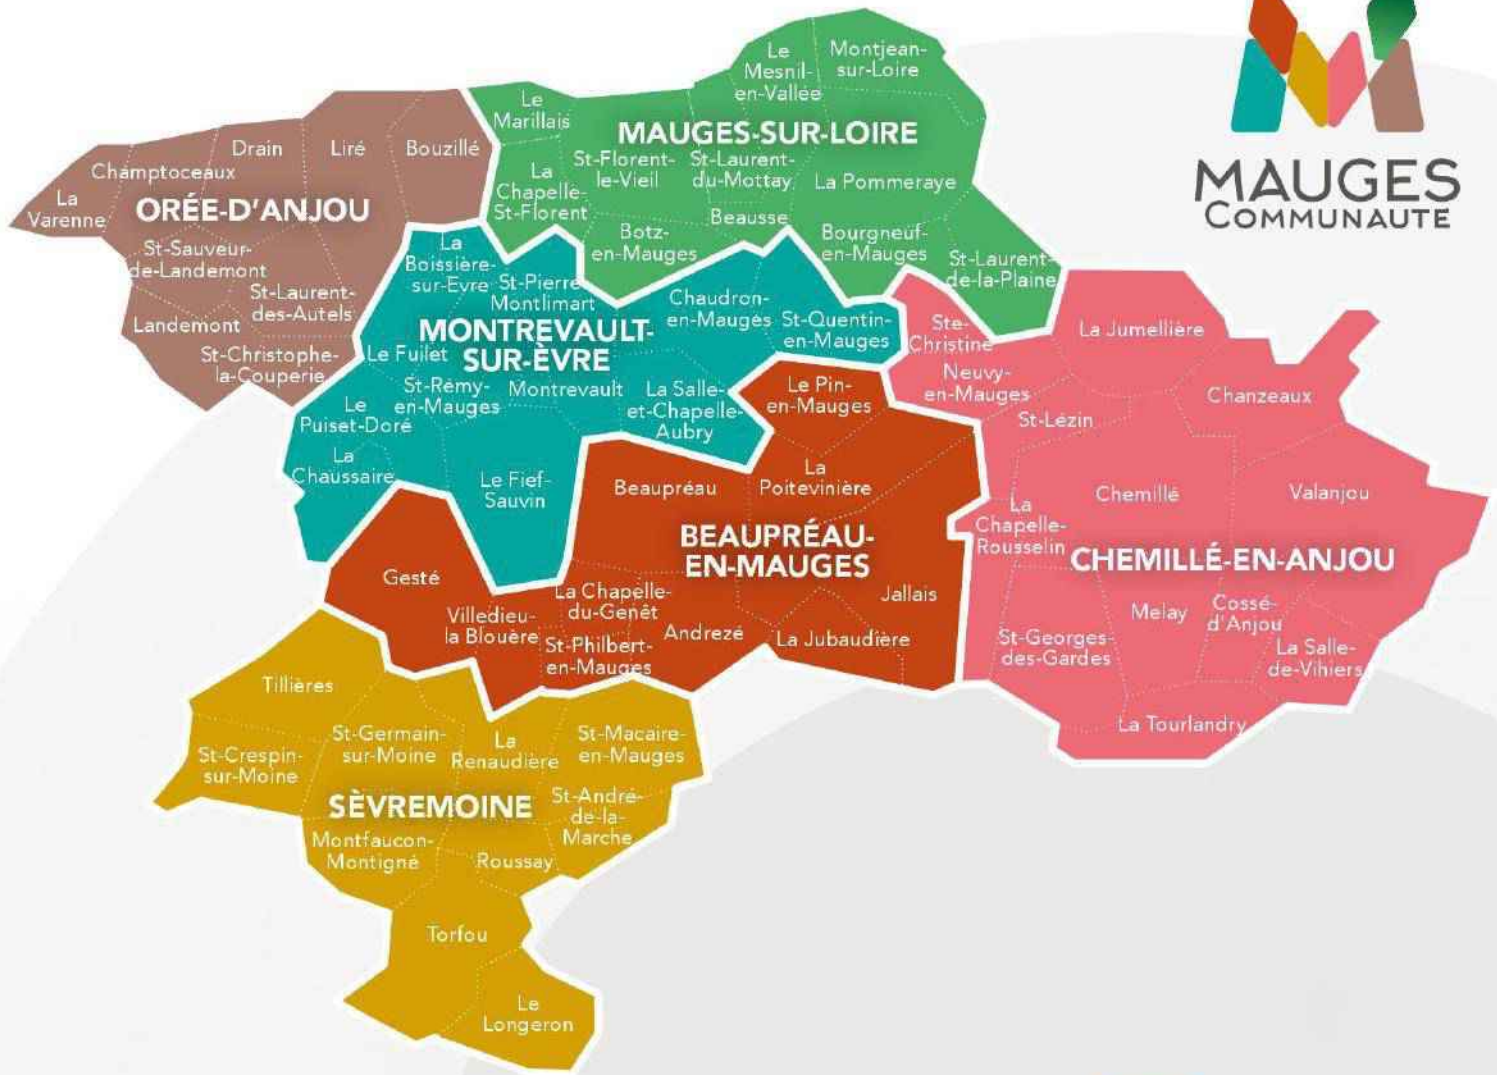 MAUGES
COMMUNAUTÉ
Le
Mesnil-
en-Vallée
Montjean-
sur-Loire
Le
Marillais
MAUGES-SUR-LOIRE
La
Chapelle-
St-Florent
St-Florent-
le-Vieil
St-Laurent-
du-Mottay
La Pommeraye
Beausse
Botz-
en-Mauges
Bourgneuf-
en-Mauges
St-Laurent-
de-la-Plaine
Drain
Liré
Bouzillé
Champtoceaux
La
Varenne
ORÉE-D'ANJOU
St-Sauveur-
de-Landemont
St-Laurent-
des-Autels
Landemont
St-Christophe-
la-Couperie
La
Boissière-
sur-Evre
St-Pierre
Montlimart
Chaudron-
en-Mauges
St-Quentin-
en-Mauges
MONTREVAULT-
SUR-ÈVRE
Le Fuilet
St-Rémy-
en-Mauges
Montrevault
La Salle-
et-Chapelle-
Aubry
Le
Puiset-Doré
La
Chaussaire
Le Fief-
Sauvin
Ste-
Christine
La Jumellière
Neuvy-
en-Mauges
Chanzeaux
St-Lézin
Chemillé
Valanjou
La
Chapelle-
Rousselin
CHEMILLÉ-EN-ANJOU
Melay
Cossé-
d'Anjou
St-Georges-
des-Gardes
La Salle-
de-Vihiers
La Tourlandry
Le Pin-
en-Mauges
Beaupréau
La
Poitevinière
BEAUPRÉAU-
EN-MAUGES
Gesté
La Chapelle-
du-Genêt
Jallais
Villedieu-
la Blouère
St-Philbert-
en-Mauges
Andrezé
La Jubaudière
Tillières
St-Crespin-
sur-Moine
St-Germain-
sur-Moine
La
Renaudière
St-Macaire-
en-Mauges
SÈVREMOINE
St-André-
de-la-
Marche
Montfaucon-
Montigné
Roussay
Torfou
Le
Longeron